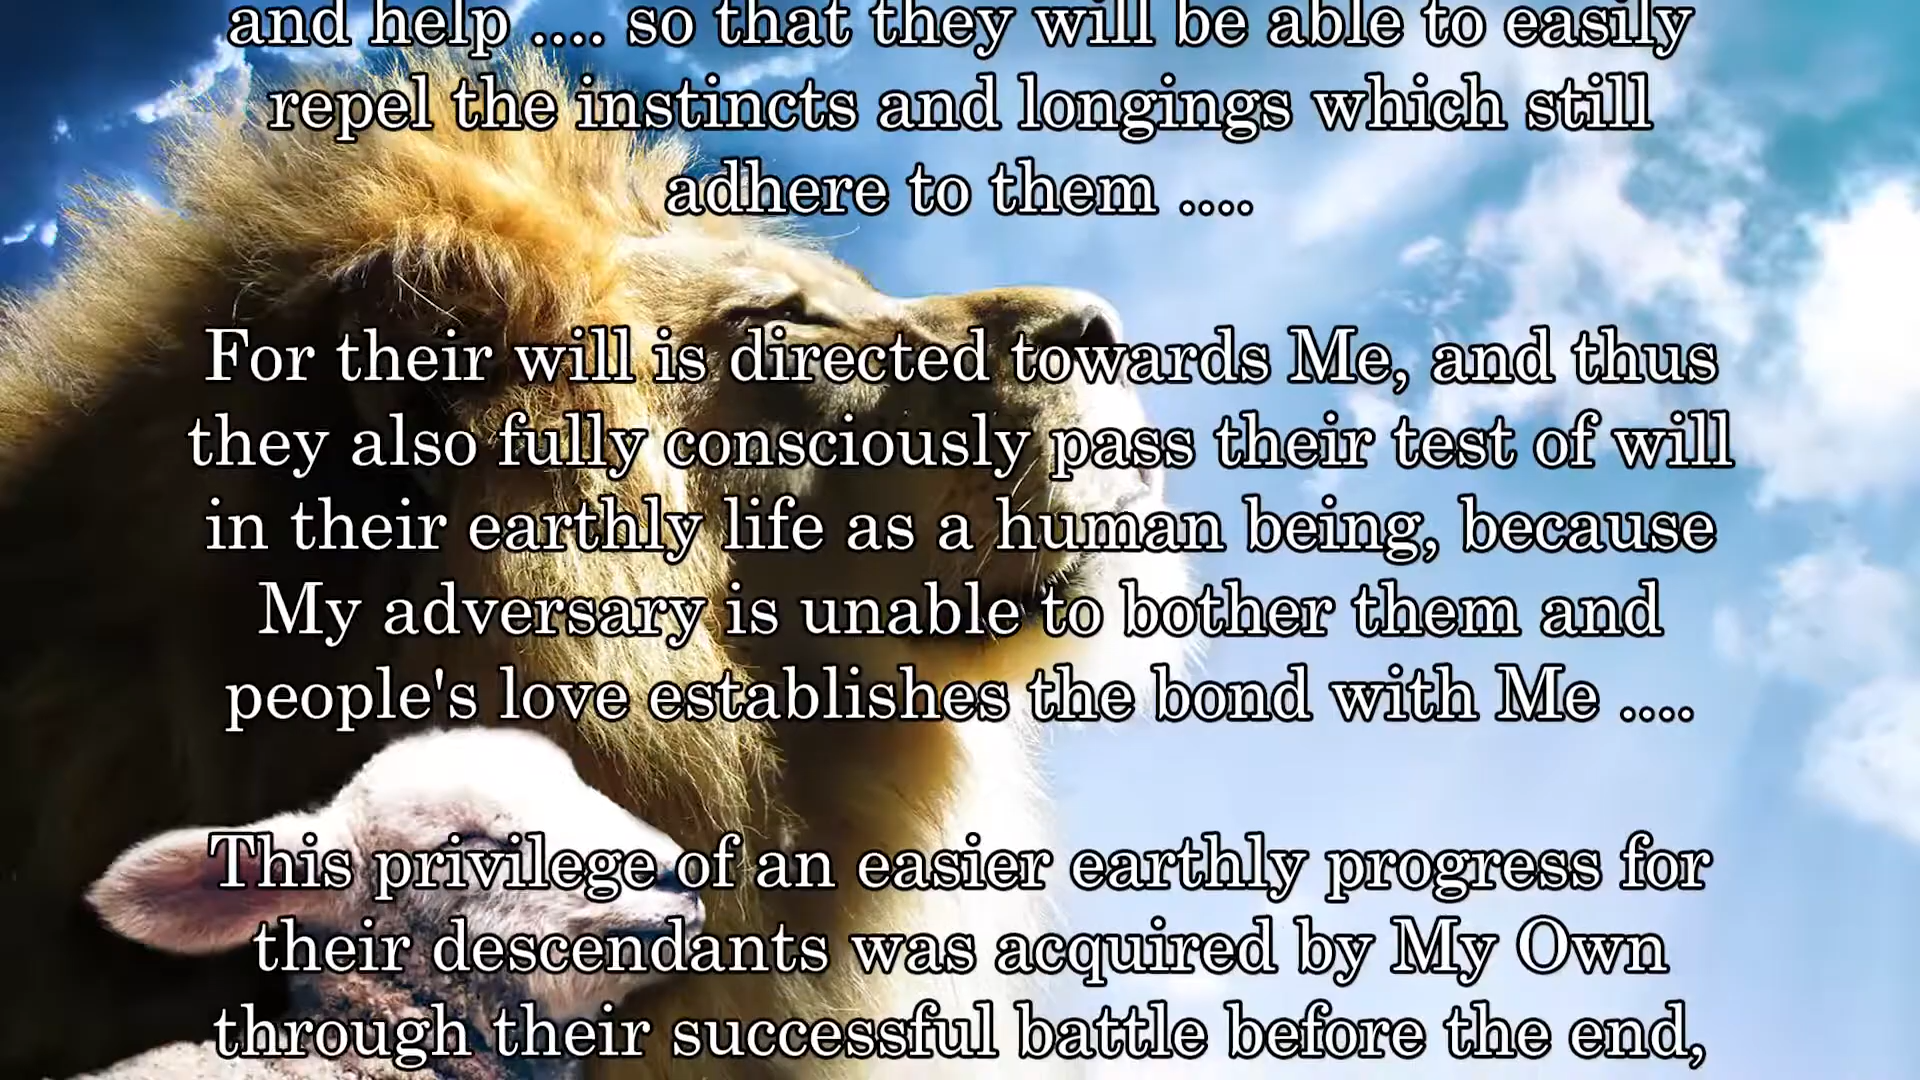 and help .... so that they will be able to easily
repel the instincts and longings which still
adhere to them ....
For their will is directed towards Me, and thus
they also fully consciously pass their test of will
in their earthly life as a human being, because
My adversary is unable to bother them and
people's love establishes the bond with Me ....
This privilege of an easier earthly progress for
their descendants was acquired by My Own
through their successful battle before the end,